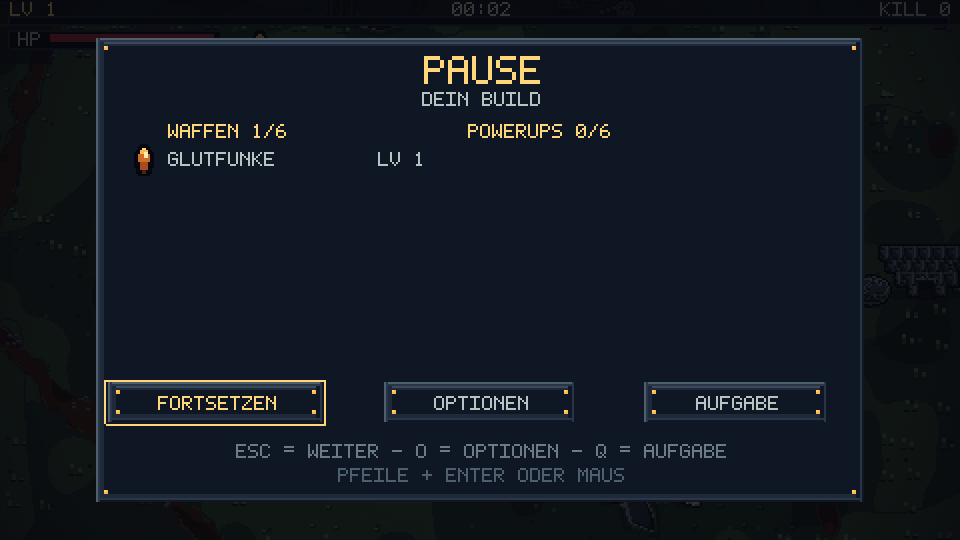 LV 1 00:02 KILL 0
HP
PAUSE
DEIN BUILD
WAFFEN 1/6 POWERUPS 0/6
GLUTFUNKE LV 1
FORTSETZEN OPTIONEN AUFGABE
ESC = WEITER - O = OPTIONEN - Q = AUFGABE
PFEILE + ENTER ODER MAUS